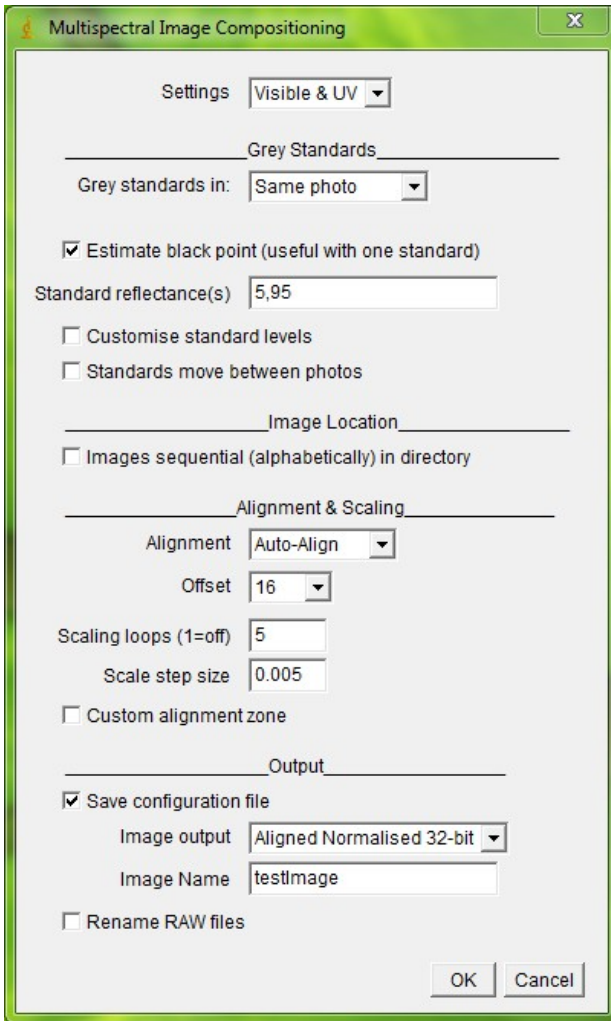 Multispectral Image Compositioning
Settings Visible & UV
Grey Standards
Grey standards in: Same photo
Estimate black point (useful with one standard)
Standard reflectance(s) 5,95
Customise standard levels
Standards move between photos
Image Location
Images sequential (alphabetically) in directory
Alignment & Scaling
Alignment Auto-Align
Offset 16
Scaling loops (1=off) 5
Scale step size 0.005
Custom alignment zone
Output
Save configuration file
Image output Aligned Normalised 32-bit
Image Name testImage
Rename RAW files
OK Cancel